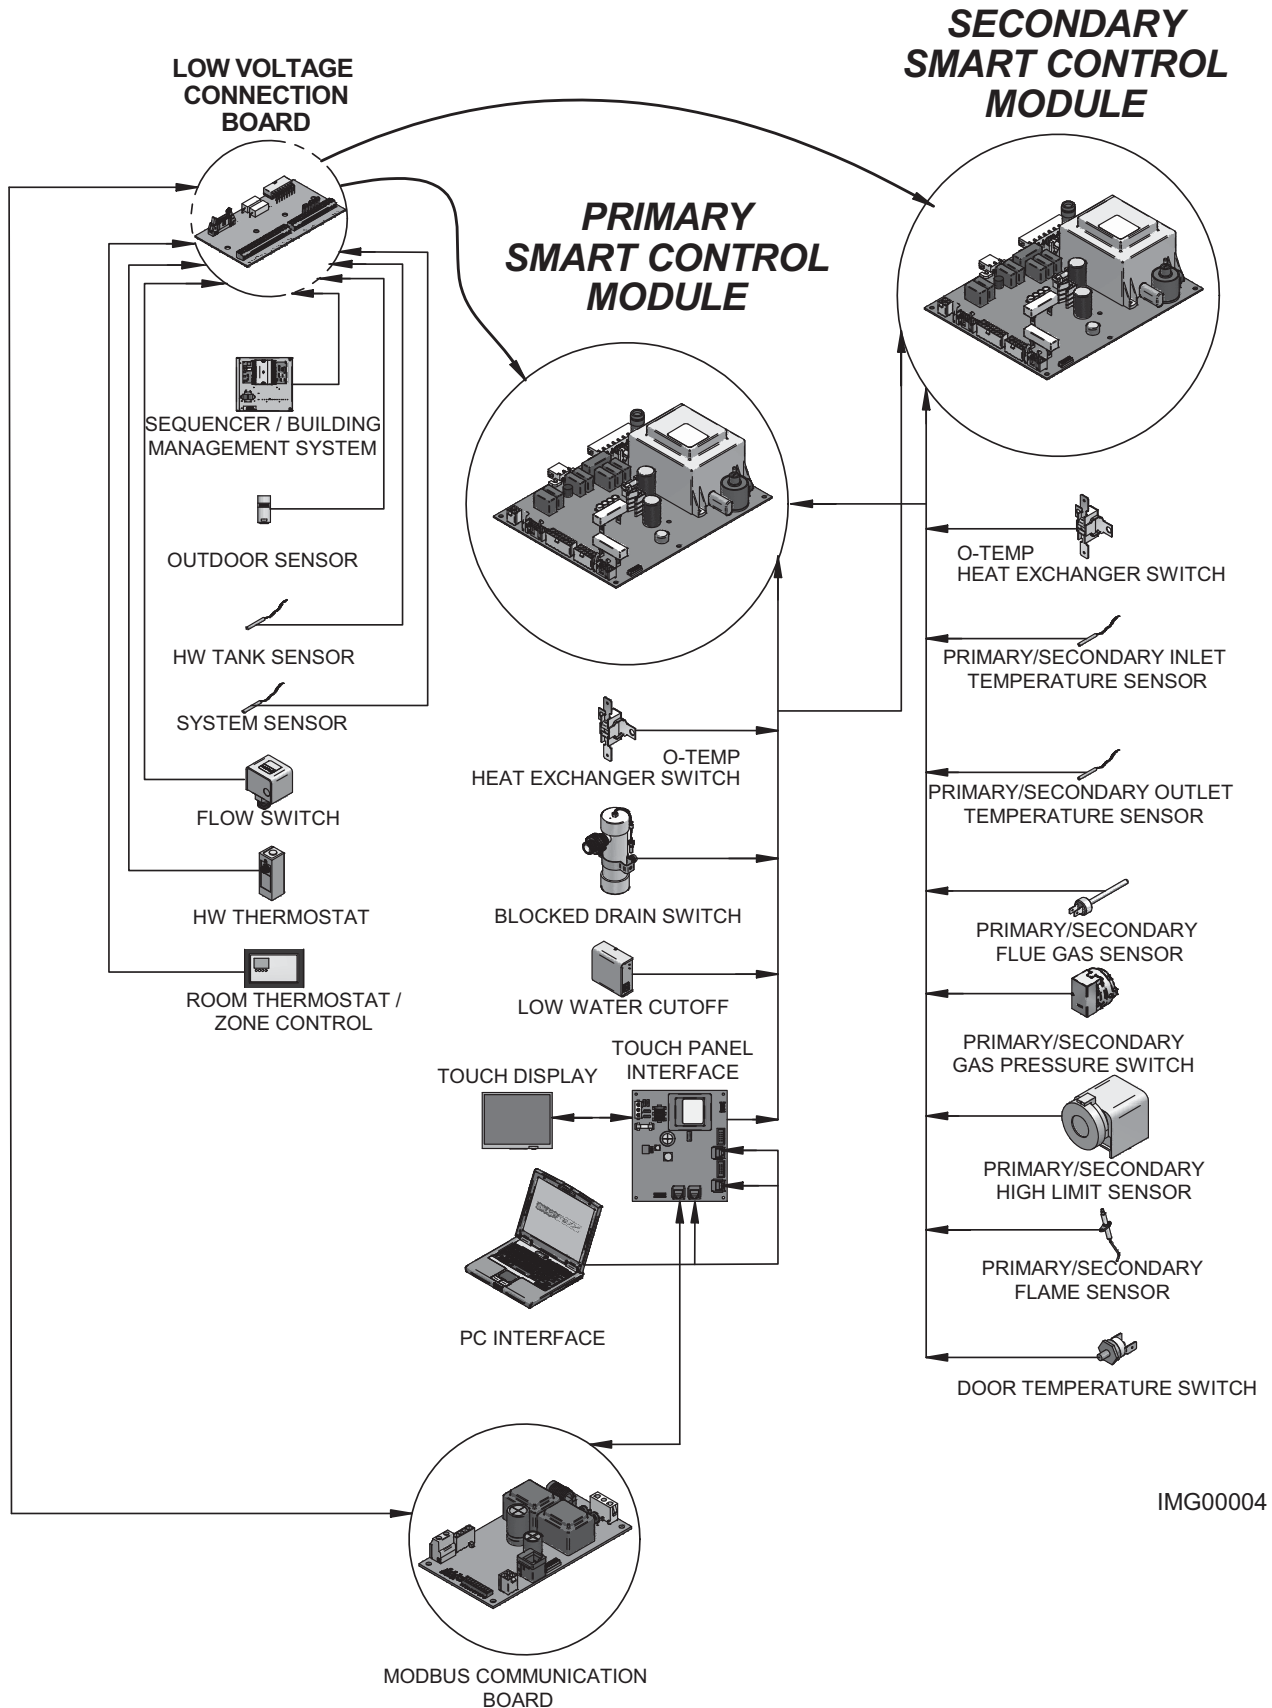 SECONDARY
SMART CONTROL
MODULE
LOW VOLTAGE
CONNECTION
BOARD
PRIMARY
SMART CONTROL
MODULE
SEQUENCER / BUILDING
MANAGEMENT SYSTEM
OUTDOOR SENSOR
HW TANK SENSOR
SYSTEM SENSOR
FLOW SWITCH
HW THERMOSTAT
ROOM THERMOSTAT /
ZONE CONTROL
O-TEMP
HEAT EXCHANGER SWITCH
BLOCKED DRAIN SWITCH
LOW WATER CUTOFF
TOUCH PANEL
INTERFACE
TOUCH DISPLAY
PC INTERFACE
O-TEMP
HEAT EXCHANGER SWITCH
PRIMARY/SECONDARY INLET
TEMPERATURE SENSOR
PRIMARY/SECONDARY OUTLET
TEMPERATURE SENSOR
PRIMARY/SECONDARY
FLUE GAS SENSOR
PRIMARY/SECONDARY
GAS PRESSURE SWITCH
PRIMARY/SECONDARY
HIGH LIMIT SENSOR
PRIMARY/SECONDARY
FLAME SENSOR
DOOR TEMPERATURE SWITCH
IMG00004
MODBUS COMMUNICATION
BOARD